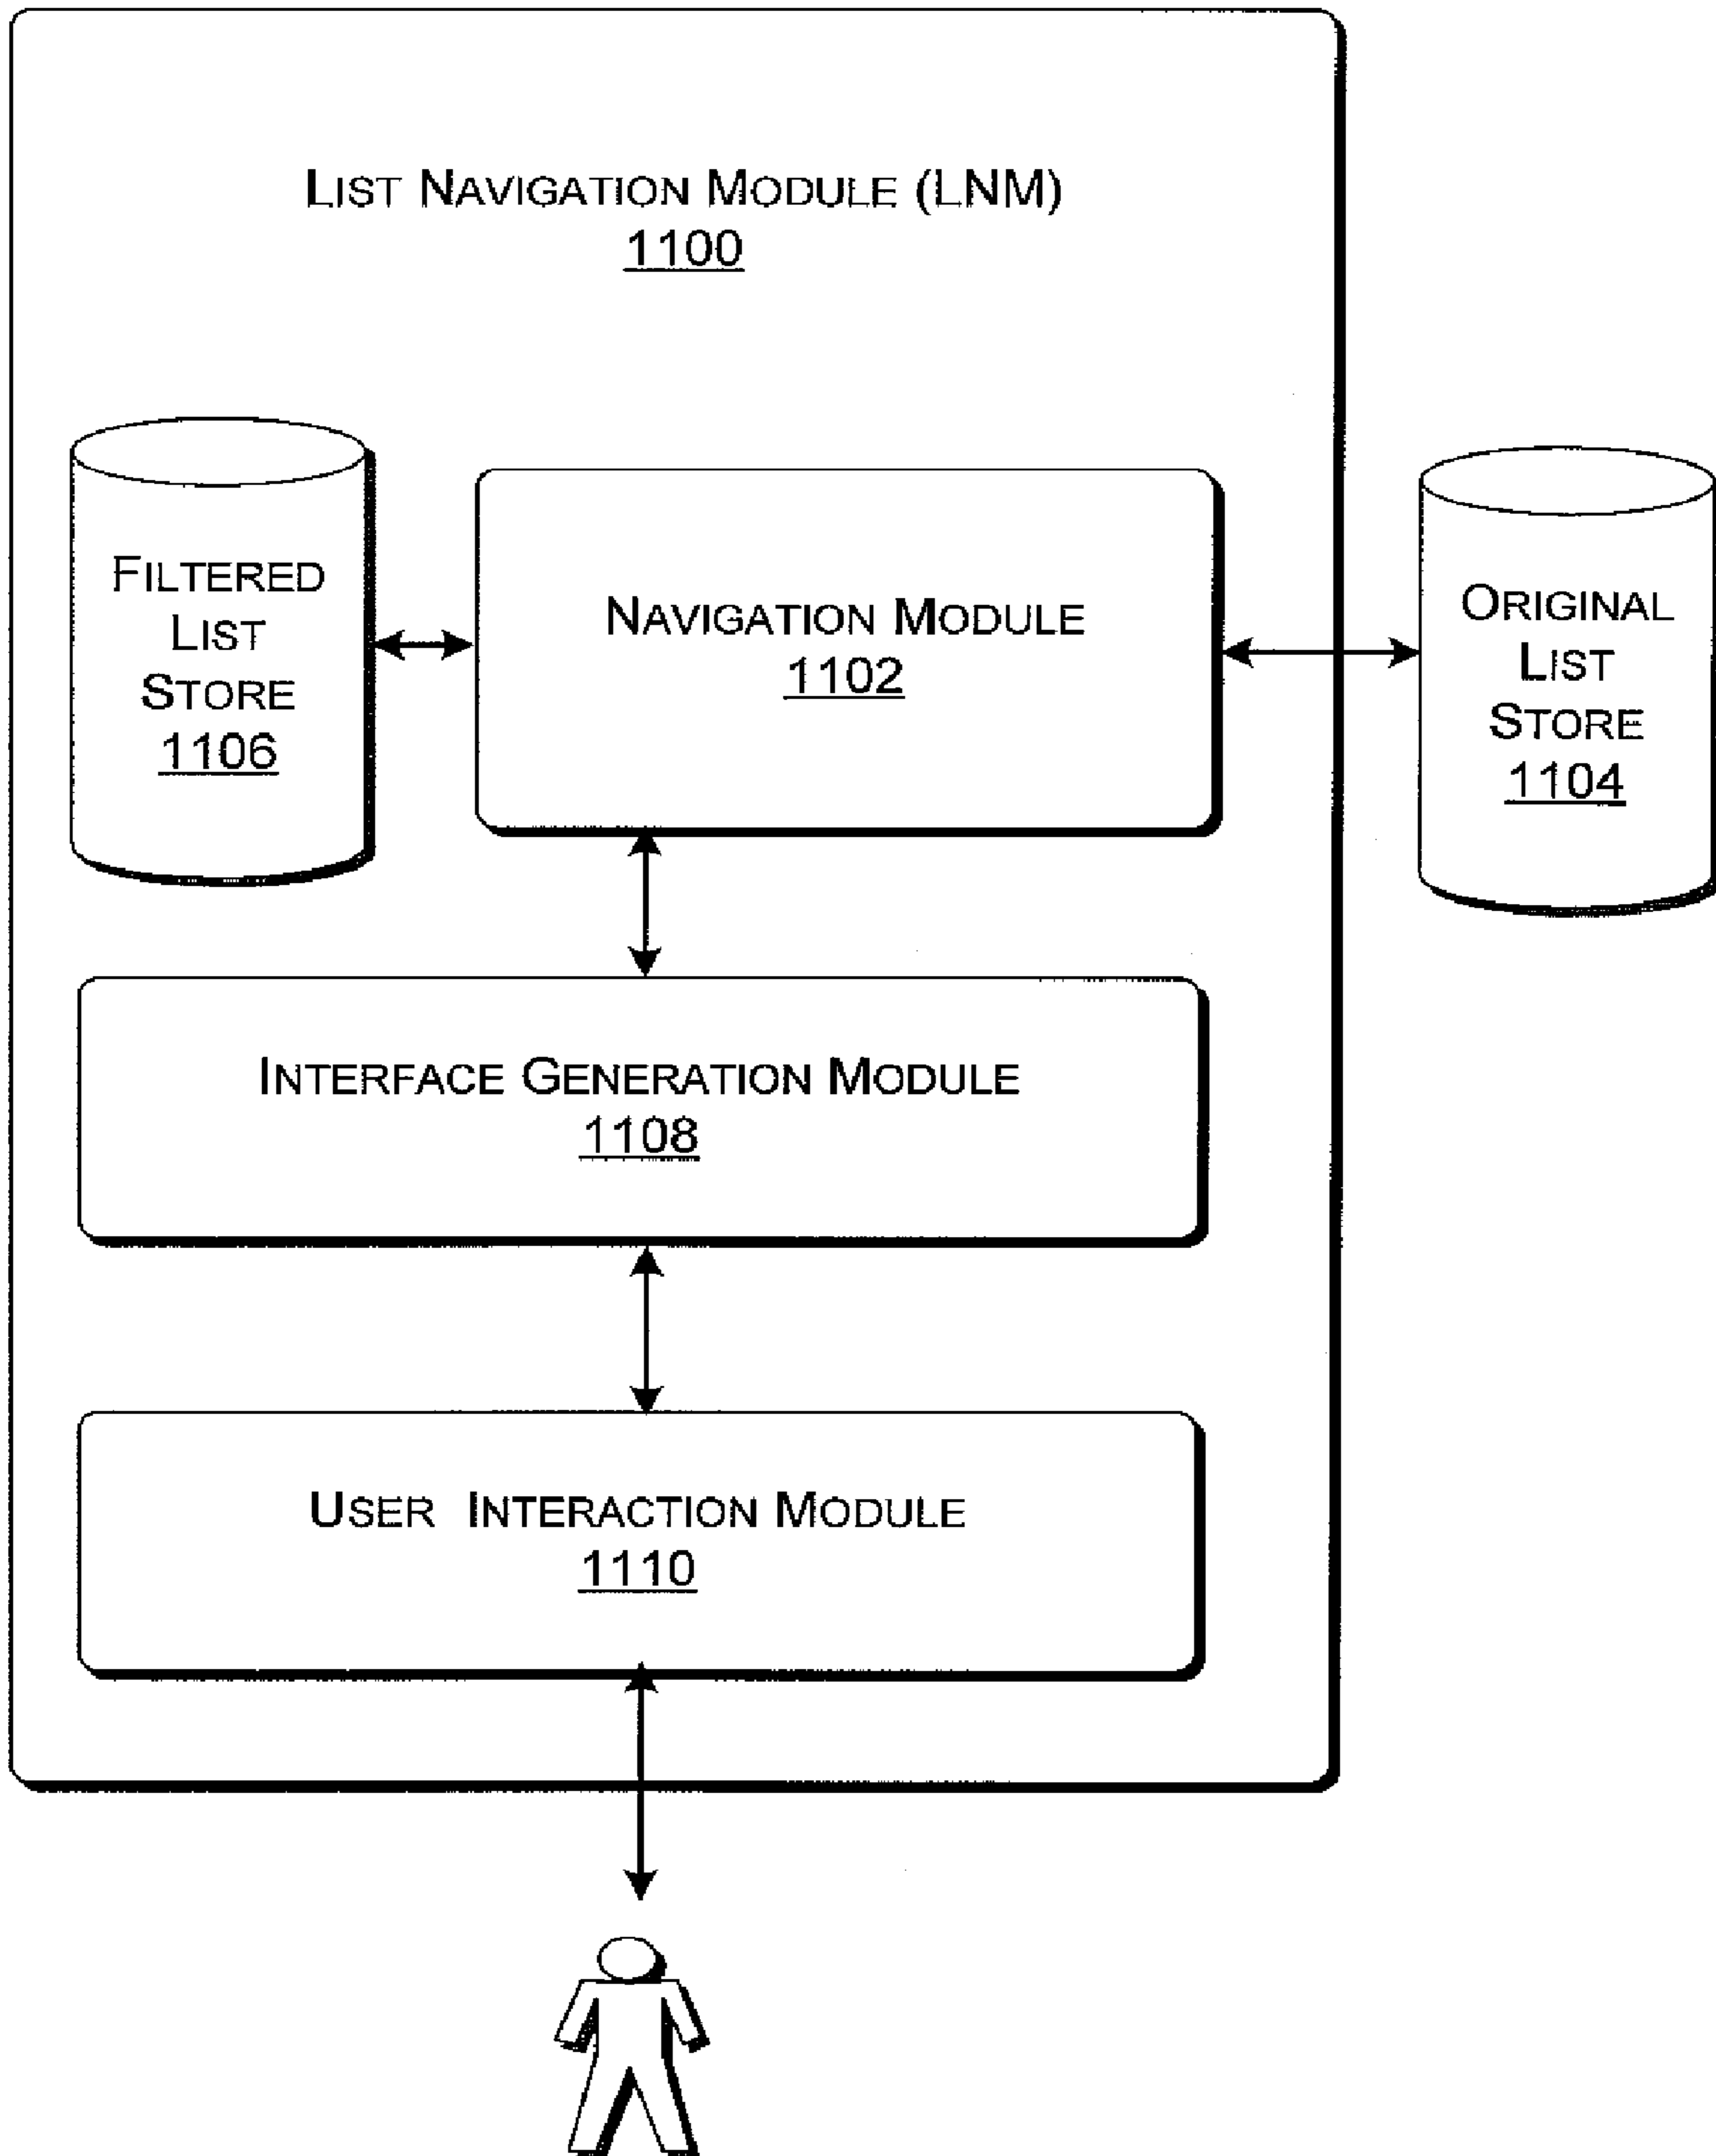 LIST NAVIGATION MODULE (LNM)
1100
FILTERED
LIST
STORE
1106
NAVIGATION MODULE
1102
ORIGINAL
LIST
STORE
1104
INTERFACE GENERATION MODULE
1108
USER INTERACTION MODULE
1110